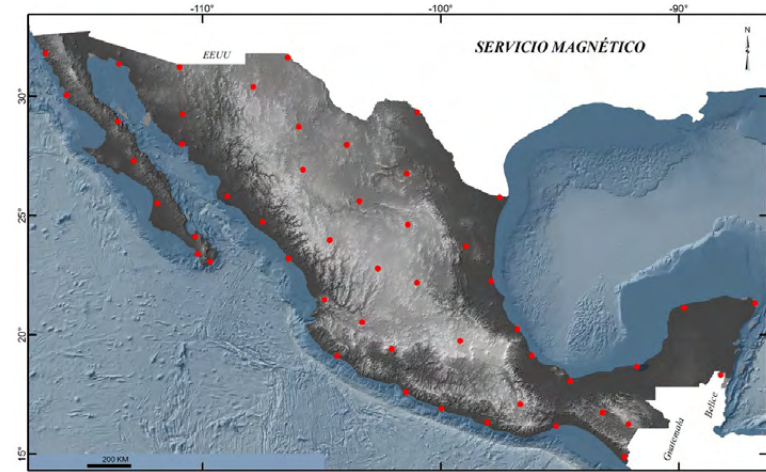 -110°
-100°
-90°
EEUU
SERVICIO MAGNÉTICO
N
30°
25°
20°
15°
Guatemala
Belice
200 KM